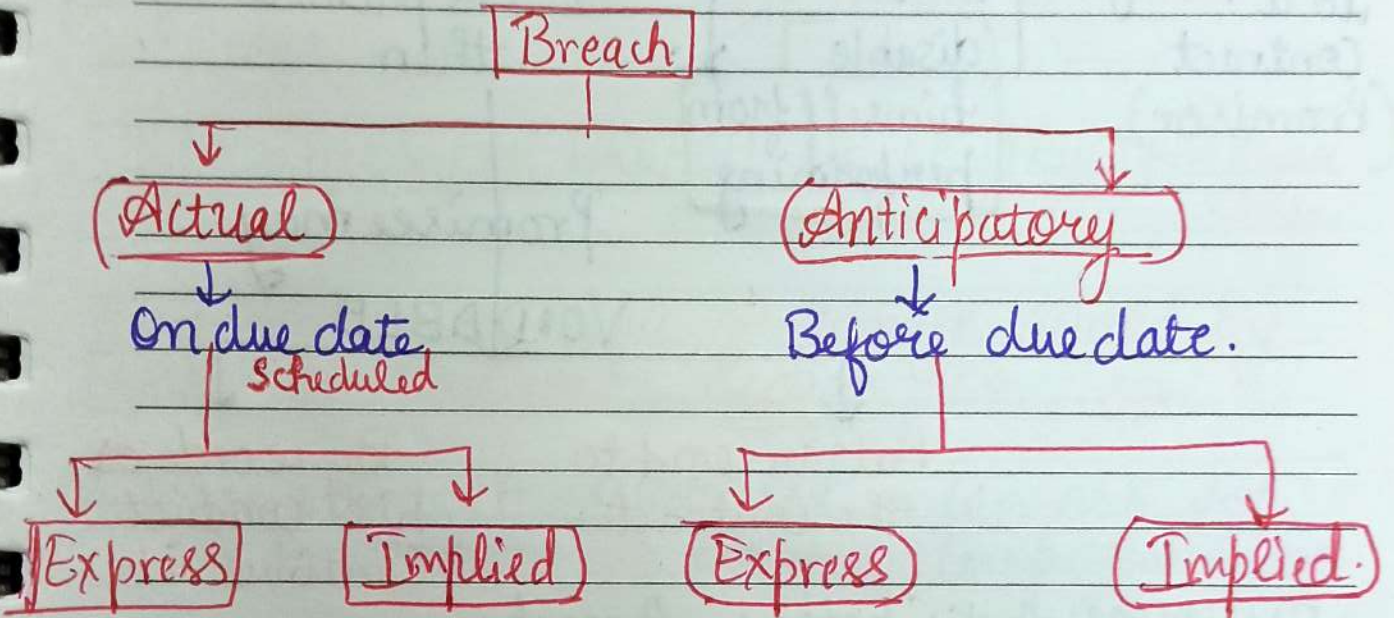 Breach
Actual Anticipatory
On due date Before due date.
Scheduled
Express Implied Express Implied.